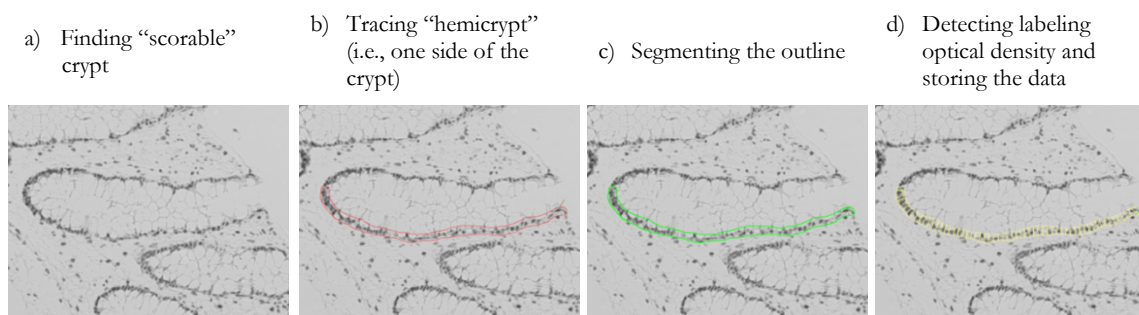 a) Finding “scorable”
crypt
b) Tracing “hemicrypt”
(i.e., one side of the
crypt)
c) Segmenting the outline
d) Detecting labeling
optical density and
storing the data